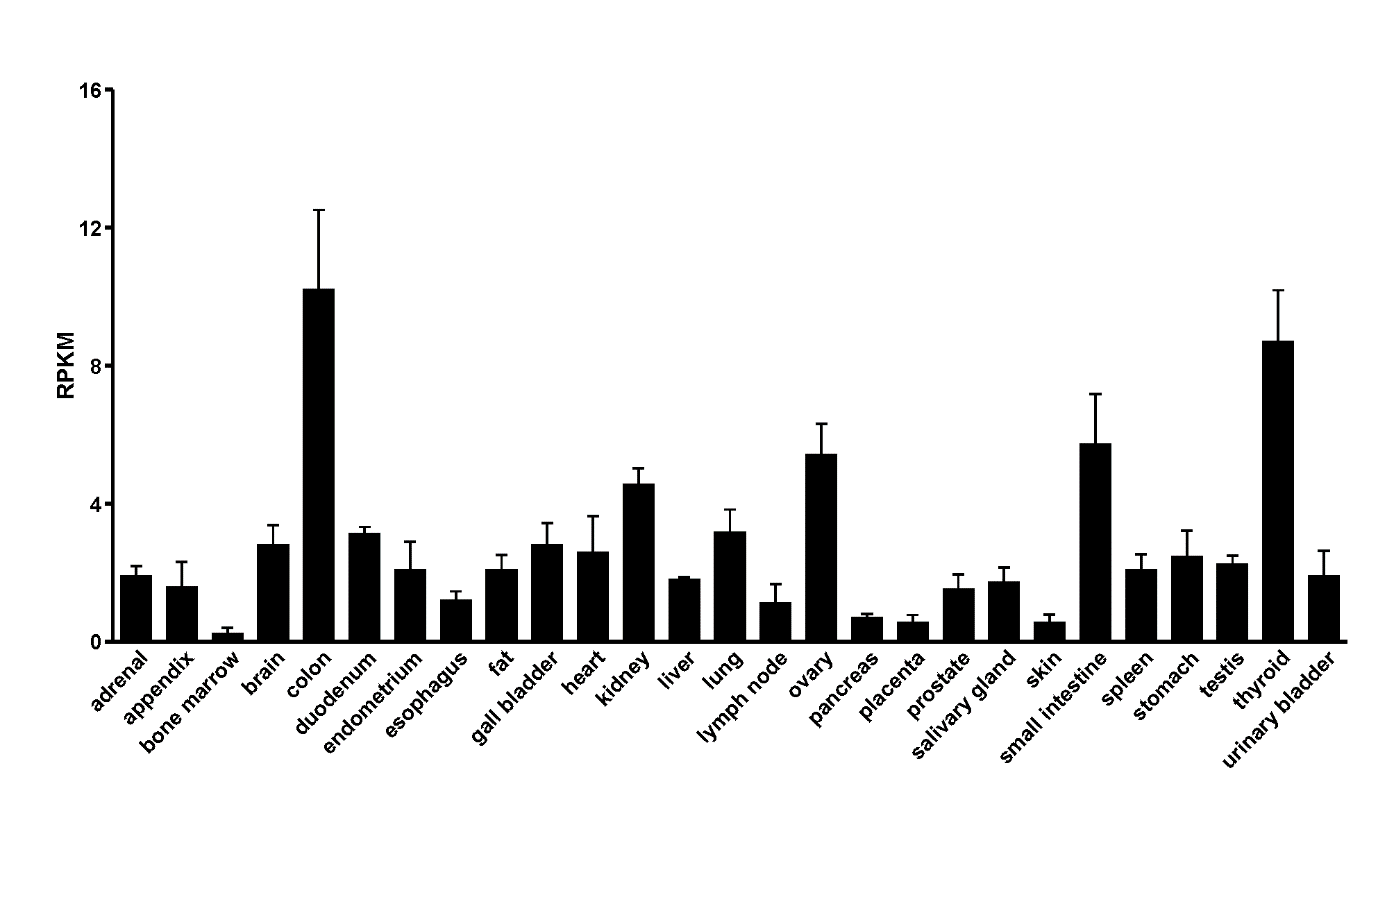 16
12
8
4
0
RPKM
adrenal
appendix
bone marrow
brain
colon
duodenum
endometrium
esophagus
fat
gall bladder
heart
kidney
liver
lung
lymph node
ovary
pancreas
placenta
prostate
salivary gland
skin
small intestine
spleen
stomach
testis
thyroid
urinary bladder